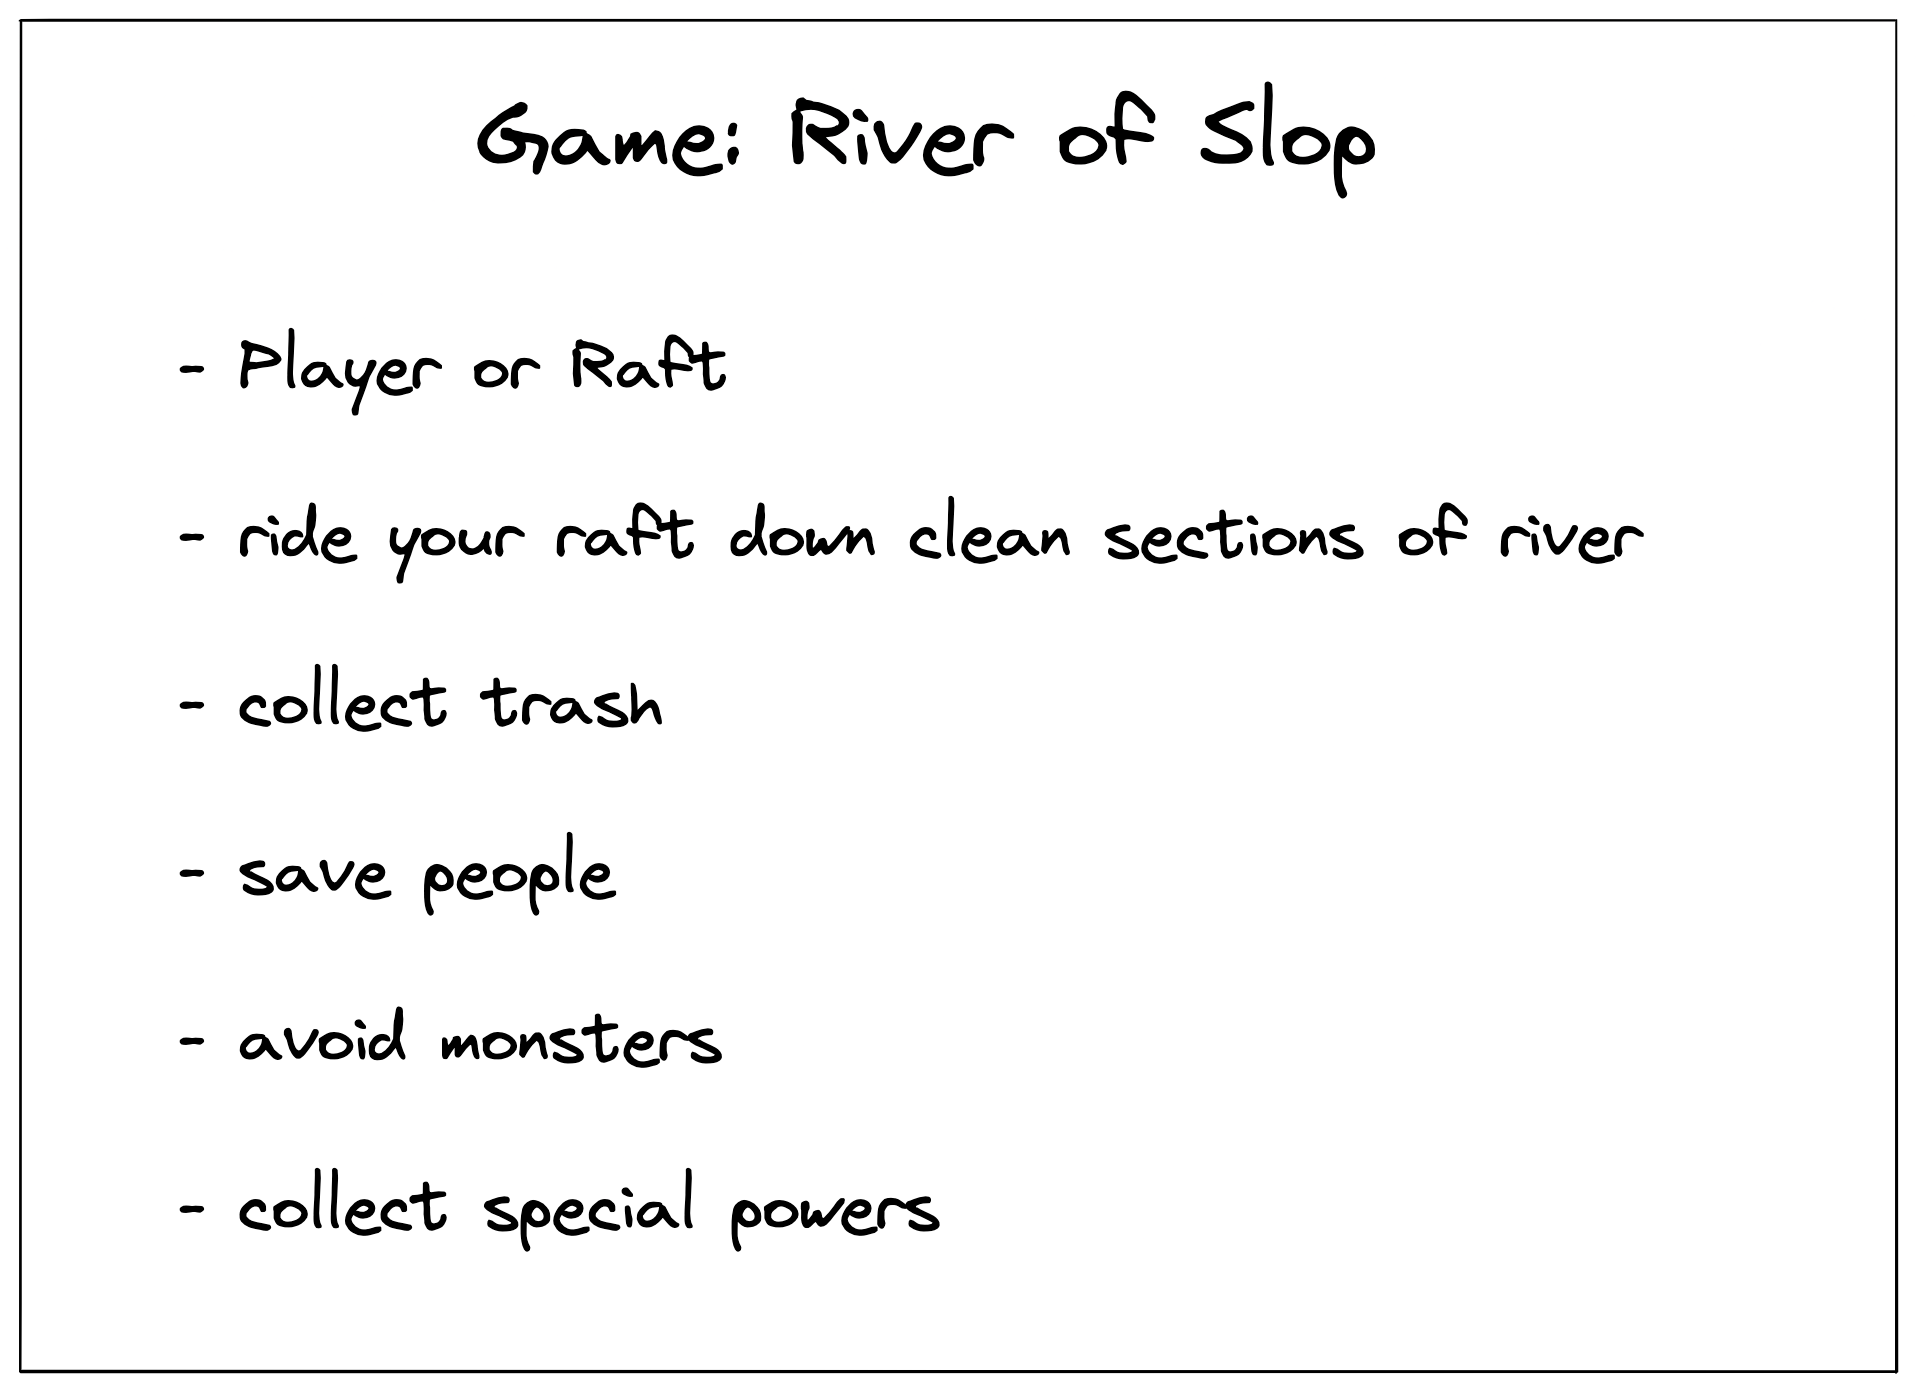 Game: River of Slop
- Player or Raft
- ride your raft down clean sections of river
- collect trash
- save people
- avoid monsters
- collect special powers